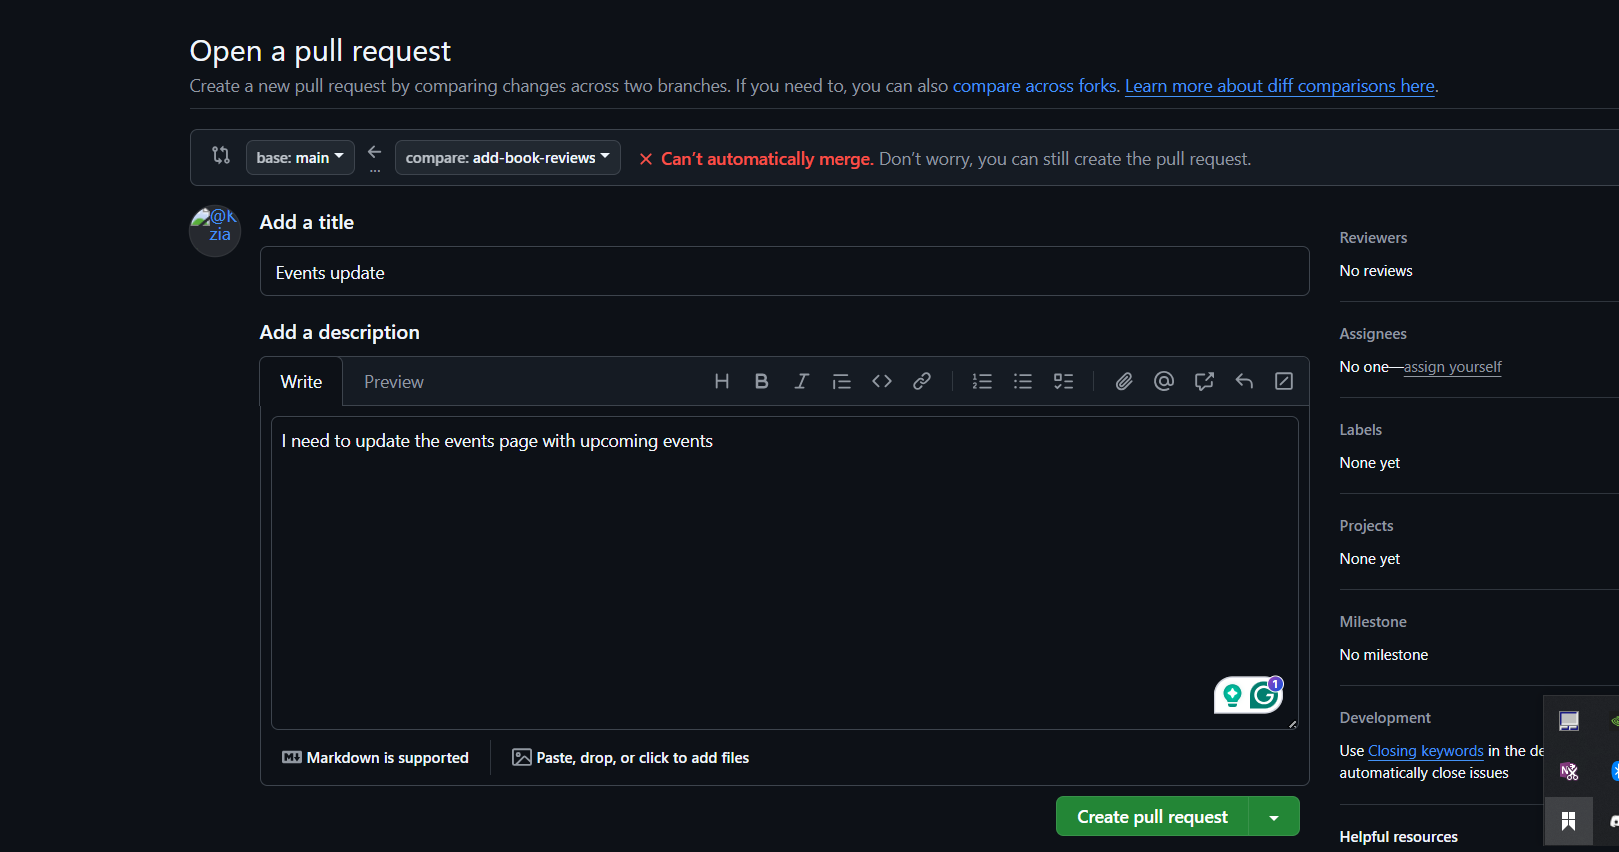 Open a pull request
Create a new pull request by comparing changes across two branches. If you need to, you can also compare across forks. Learn more about diff comparisons here.
base: main
...
compare: add-book-reviews
Can't automatically merge. Don't worry, you can still create the pull request.
@K
zia
Add a title
Events update
Add a description
Write
Preview
I need to update the events page with upcoming events
1
Markdown is supported
Paste, drop, or click to add files
Create pull request
Reviewers
No reviews
Assignees
No one—assign yourself
Labels
None yet
Projects
None yet
Milestone
No milestone
Development
Use Closing keywords in the de
automatically close issues
Helpful resources